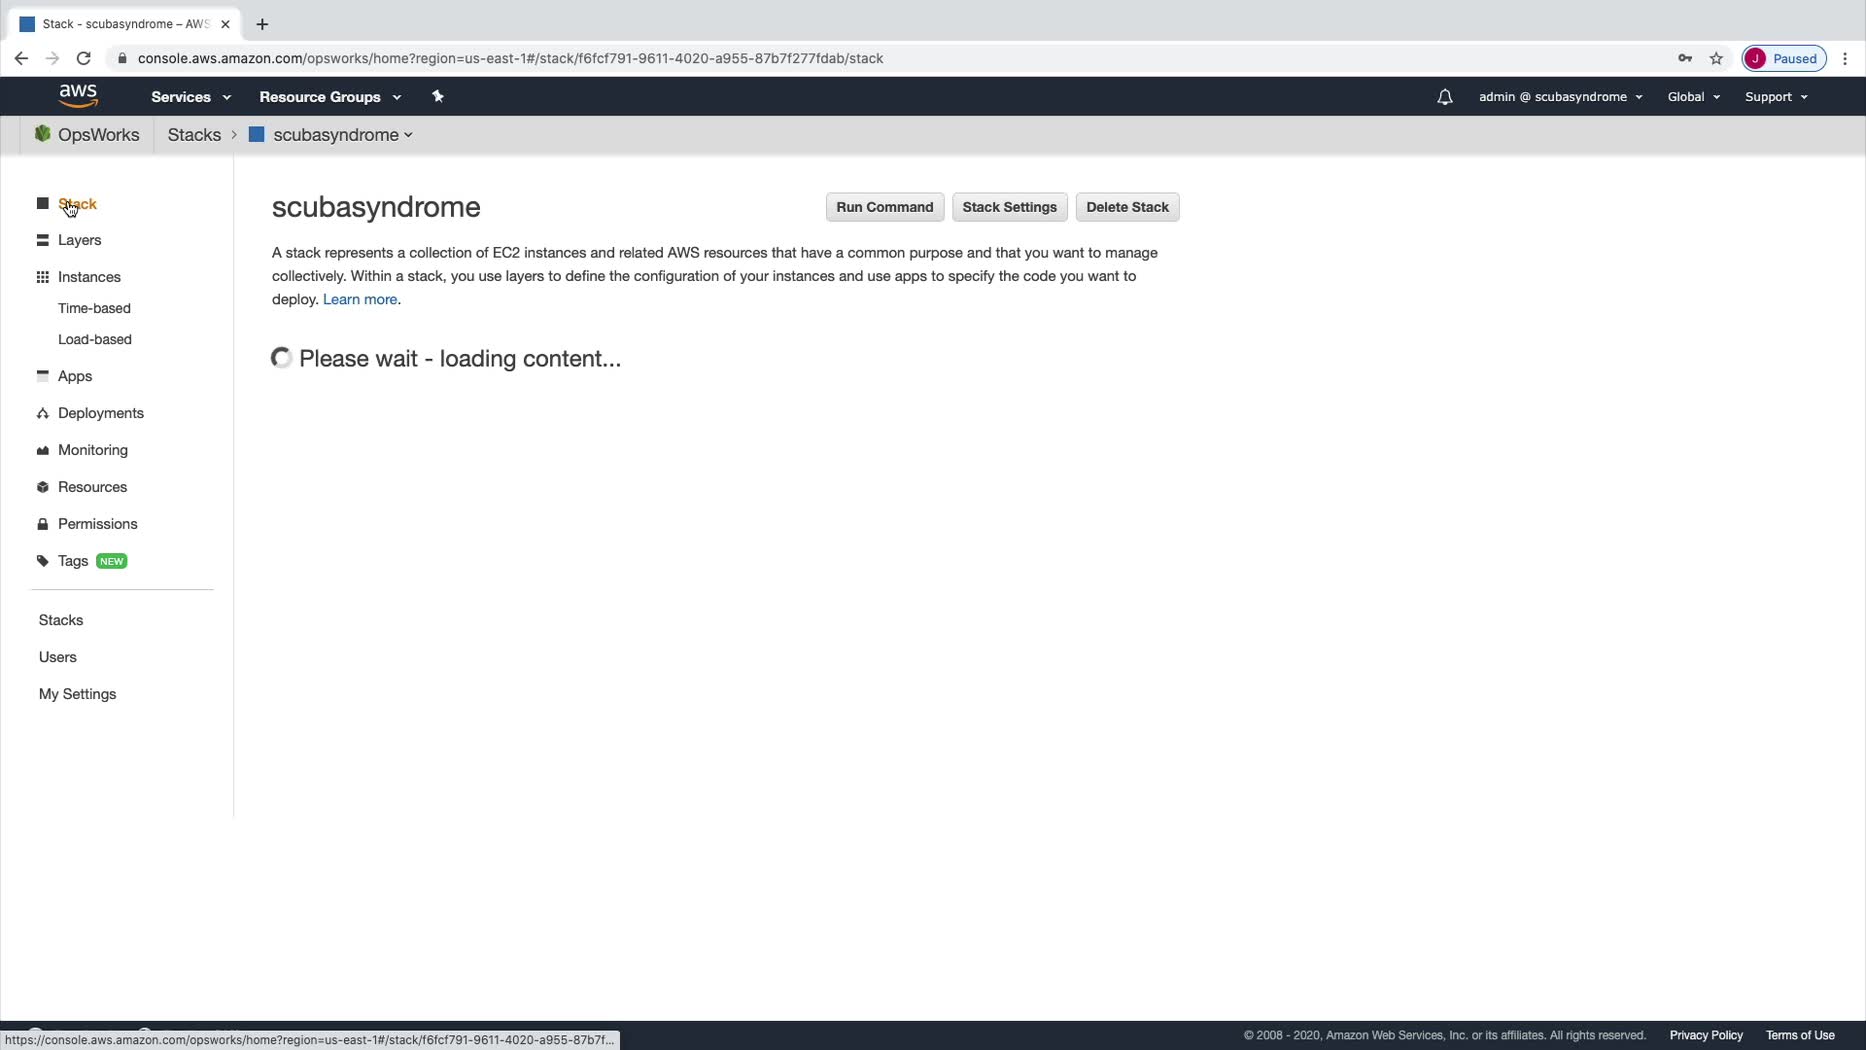 Stack - scubasyndrome – AWS
console.aws.amazon.com/opsworks/home?region=us-east-1#/stack/f6fcf791-9611-4020-a955-87b7f277fdab/stack
J Paused
aws Services Resource Groups admin @ scubasyndrome Global Support
OpsWorks Stacks > scubasyndrome
Stack
Layers
Instances
Time-based
Load-based
Apps
Deployments
Monitoring
Resources
Permissions
Tags NEW
Stacks
Users
My Settings
scubasyndrome
Run Command Stack Settings Delete Stack
A stack represents a collection of EC2 instances and related AWS resources that have a common purpose and that you want to manage
collectively. Within a stack, you use layers to define the configuration of your instances and use apps to specify the code you want to
deploy. Learn more.
Please wait - loading content...
https://console.aws.amazon.com/opsworks/home?region=us-east-1#/stack/f6fcf791-9611-4020-a955-87b7f...
© 2008 - 2020, Amazon Web Services, Inc. or its affiliates. All rights reserved. Privacy Policy Terms of Use